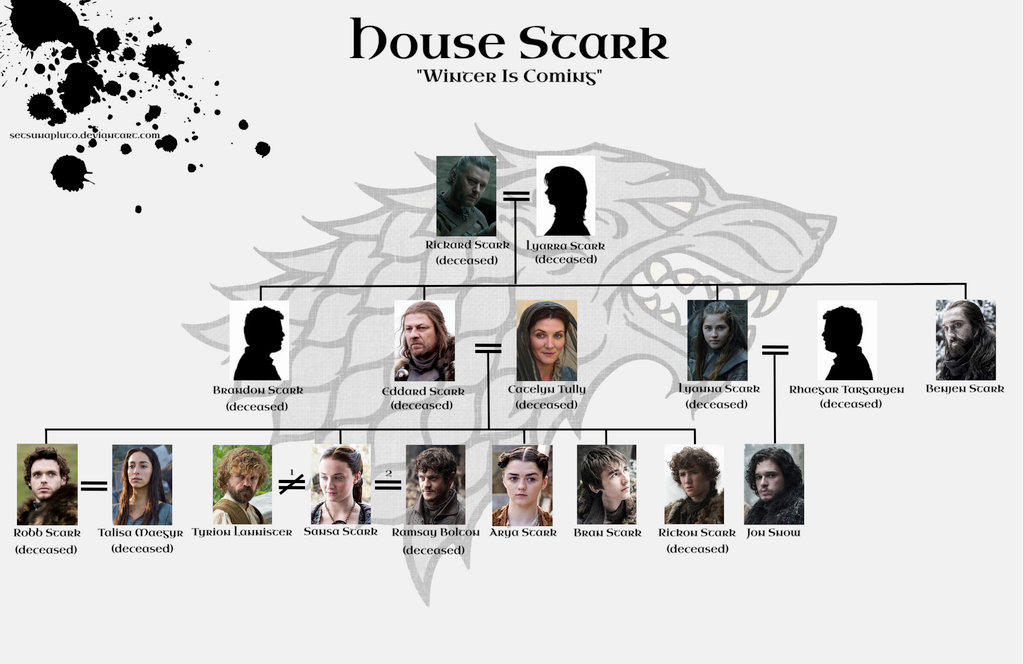 House Stark
"Winter Is Coming"
setsunapluto.deviantart.com
Rickard Stark
(deceased)
Lyarra Stark
(deceased)
Brandon Stark
(deceased)
Eddard Stark
(deceased)
Catelyn Tully
(deceased)
Lyanna Stark
(deceased)
Rhaegar Targaryen
(deceased)
Benjen Stark
1
2
Robb Stark
(deceased)
Talisa Maegyr
(deceased)
Tyrion Lannister
Sansa Stark
Ramsay Bolton
(deceased)
Arya Stark
Bran Stark
Rickon Stark
(deceased)
Jon Snow